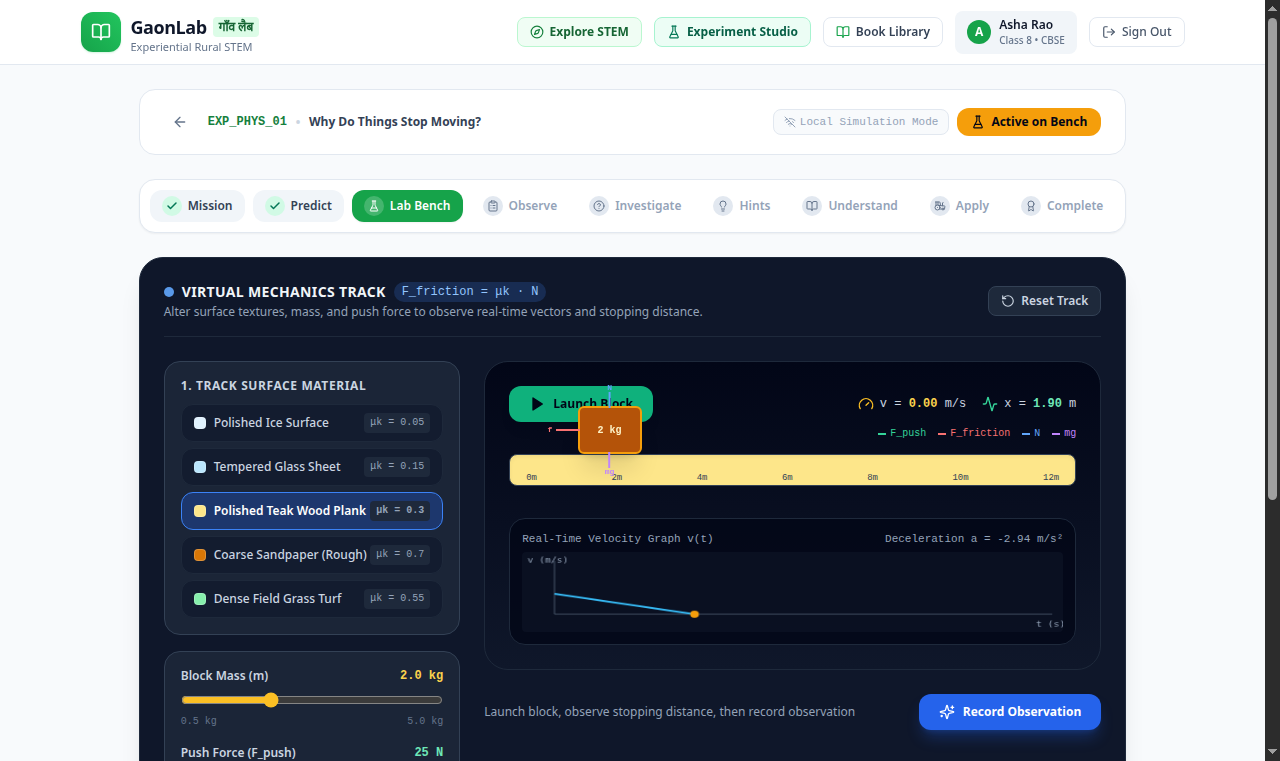 GaonLab गाँव लैब
Experiential Rural STEM
Explore STEM
Experiment Studio
Book Library
A
Asha Rao
Class 8 • CBSE
Sign Out
EXP_PHYS_01 • Why Do Things Stop Moving?
Local Simulation Mode
Active on Bench
Mission
Predict
Lab Bench
Observe
Investigate
Hints
Understand
Apply
Complete
VIRTUAL MECHANICS TRACK F_friction = μk · N
Alter surface textures, mass, and push force to observe real-time vectors and stopping distance.
Reset Track
1. TRACK SURFACE MATERIAL
Polished Ice Surface μk = 0.05
Tempered Glass Sheet μk = 0.15
Polished Teak Wood Plank μk = 0.3
Coarse Sandpaper (Rough) μk = 0.7
Dense Field Grass Turf μk = 0.55
Block Mass (m) 2.0 kg
0.5 kg 5.0 kg
Push Force (F_push) 25 N
Launch Block
v = 0.00 m/s x = 1.90 m
F_push F_friction N mg
N
f
2 kg
mg
0m 2m 4m 6m 8m 10m 12m
Real-Time Velocity Graph v(t) Deceleration a = -2.94 m/s²
v (m/s)
t (s)
Launch block, observe stopping distance, then record observation
Record Observation